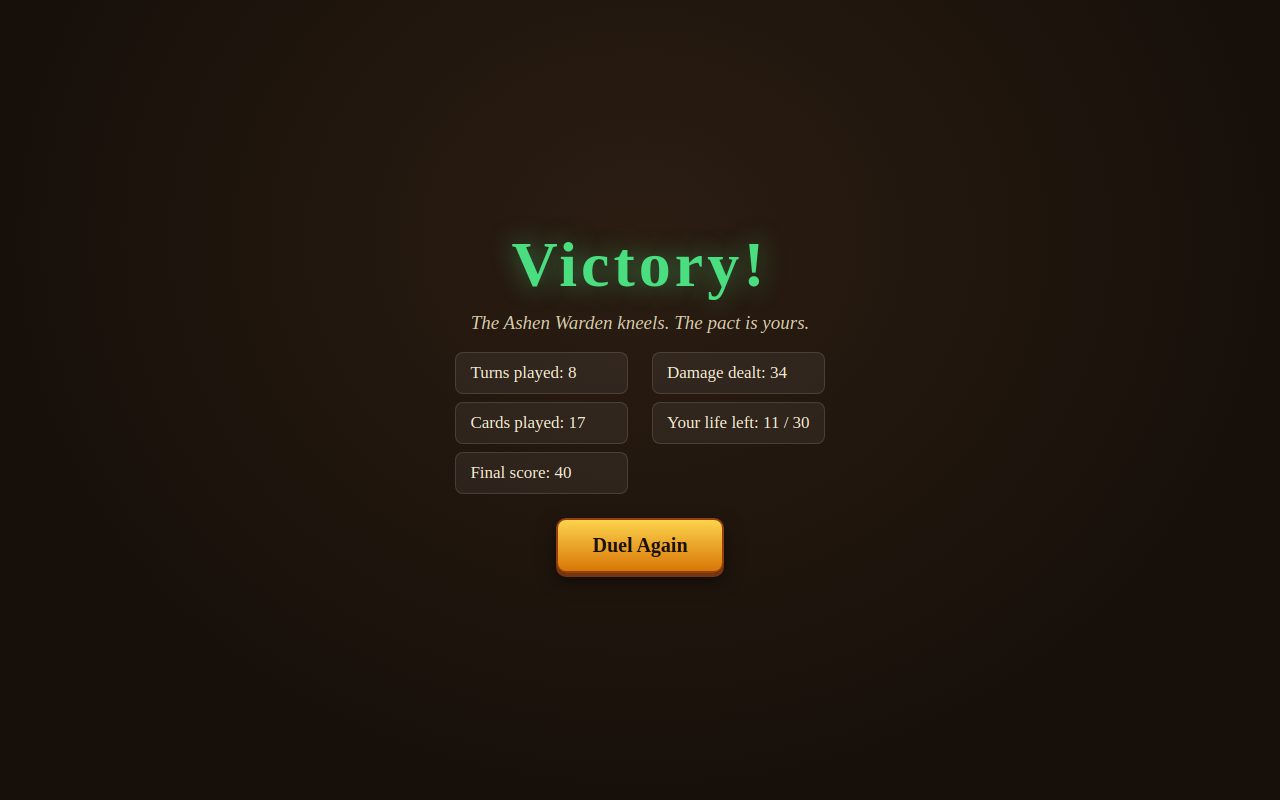 Victory!
The Ashen Warden kneels. The pact is yours.
Turns played: 8
Damage dealt: 34
Cards played: 17
Your life left: 11 / 30
Final score: 40
Duel Again